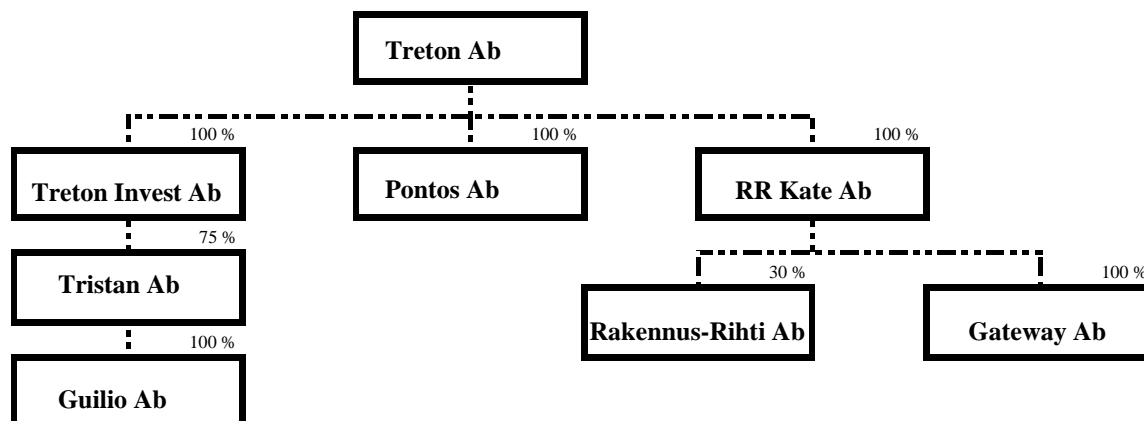 Treton Ab
100 %
100 %
100 %
Treton Invest Ab
Pontos Ab
RR Kate Ab
75 %
Tristan Ab
30 %
100 %
Rakennus-Rihti Ab
Gateway Ab
100 %
Guilio Ab